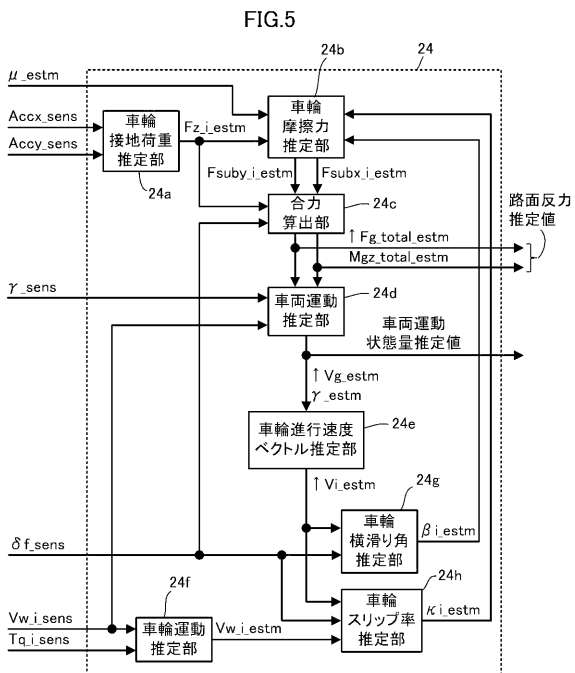 FIG.5
24
24b
μ_estm
車輪
摩擦力
推定部
Accx_sens
Accy_sens
車輪
接地荷重
推定部
24a
Fz_i_estm
Fsuby_i_estm
Fsubx_i_estm
合力
算出部
24c
路面反力
推定値
↑Fg_total_estm
Mgz_total_estm
γ_sens
車両運動
推定部
24d
車両運動
状態量推定値
↑Vg_estm
γ_estm
車輪進行速度
ベクトル推定部
24e
↑Vi_estm
24g
車輪
横滑り角
推定部
βi_estm
δf_sens
24h
車輪
スリップ率
推定部
κi_estm
Vw_i_sens
Tq_i_sens
24f
車輪運動
推定部
Vw_i_estm